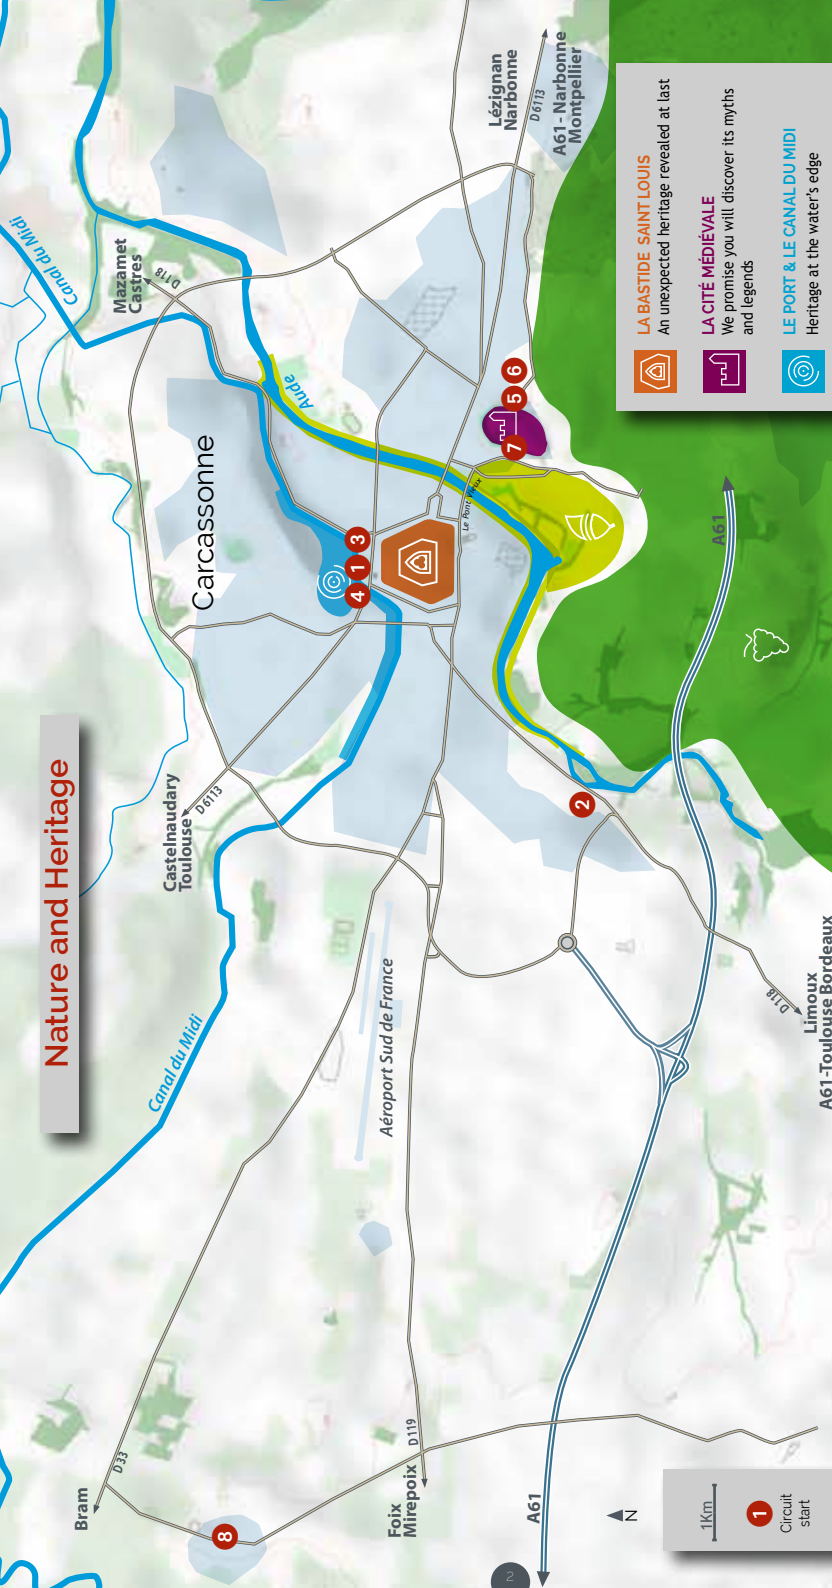 Nature and Heritage
Canal du Midi
Mazamet
Castres
D118
Lézignan
Narbonne
D6113
A61- Narbonne
Montpellier
Aude
Carcassonne
Castelnaudary
Toulouse
D6113
Canal du Midi
4
1
3
Le Pont Vieux
5
6
7
2
A61
Aéroport Sud de France
D118
Limoux
A61-Toulouse Bordeaux
Bram
D33
8
Foix
Mirepoix
D119
A61
N
1Km
1
Circuit
start
LA BASTIDE SAINT LOUIS
An unexpected heritage revealed at last
LA CITÉ MÉDIÉVALE
We promise you will discover its myths
and legends
LE PORT & LE CANAL DU MIDI
Heritage at the water's edge
2